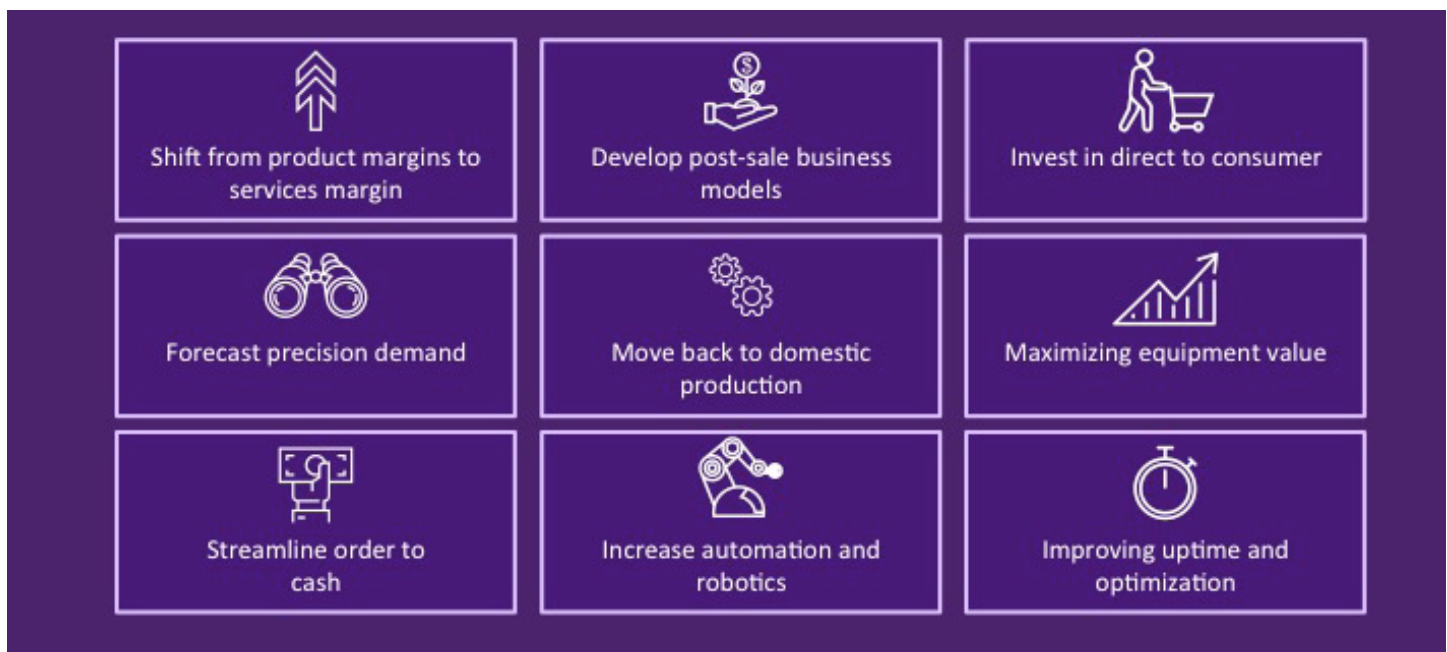 Shift from product margins to
services margin
Develop post-sale business
models
Invest in direct to consumer
Forecast precision demand
Move back to domestic
production
Maximizing equipment value
Streamline order to
cash
Increase automation and
robotics
Improving uptime and
optimization